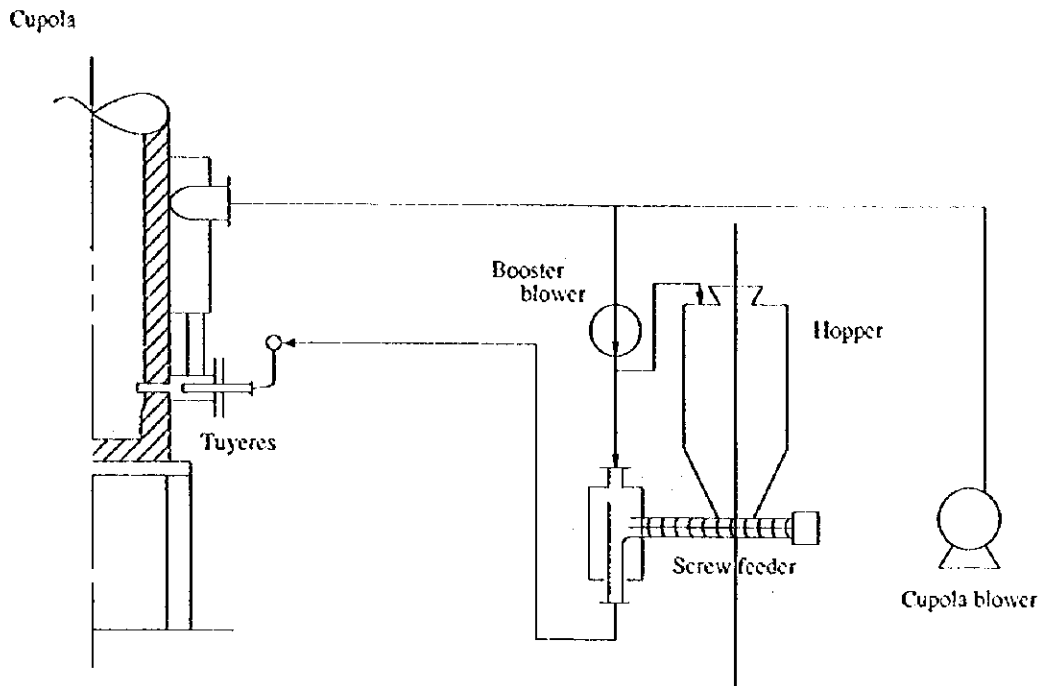 Cupola
Booster
blower
Hopper
Tuyeres
Screw feeder
Cupola blower